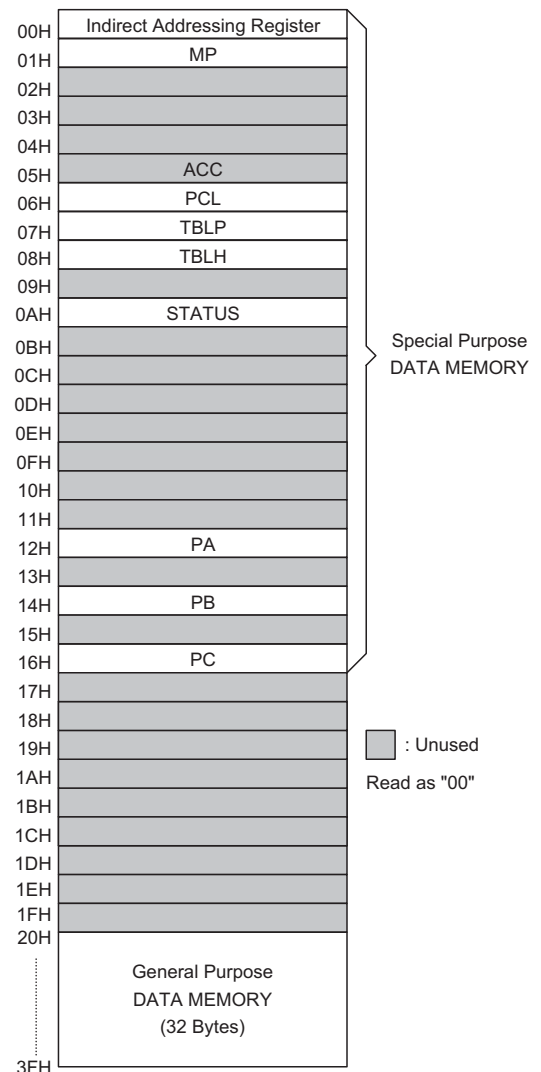 00H Indirect Addressing Register
01H MP
02H
03H
04H
05H ACC
06H PCL
07H TBLP
08H TBLH
09H
0AH STATUS
0BH
0CH
0DH
0EH
0FH
10H
11H
12H PA
13H
14H PB
15H
16H PC
Special Purpose
DATA MEMORY
17H
18H
19H
1AH
1BH
1CH
1DH
1EH
1FH
20H
: Unused
Read as "00"
General Purpose
DATA MEMORY
(32 Bytes)
3FH